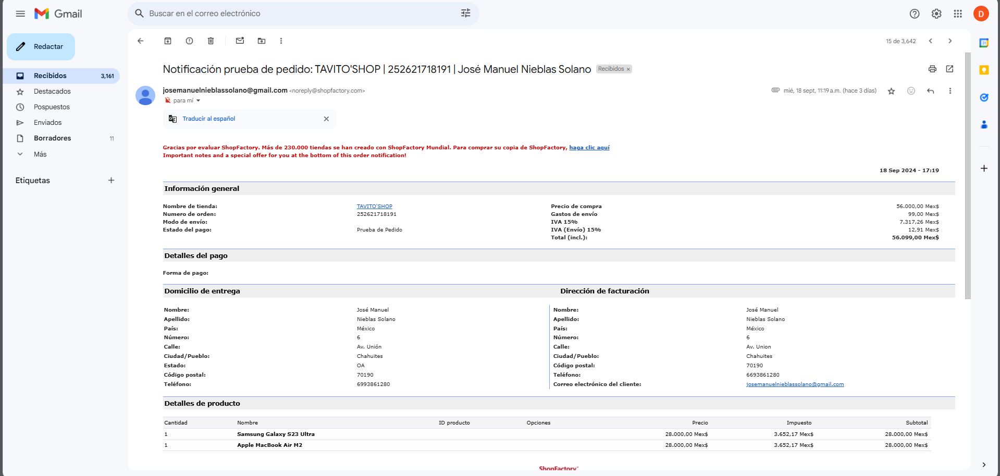 Gmail
Buscar en el correo electrónico
D
Redactar
15 de 3,642
31
Recibidos 3,161
Destacados
Pospuestos
Enviados
Borradores 11
Más
Etiquetas
Notificación prueba de pedido: TAVITO'SHOP | 252621718191 | José Manuel Nieblas Solano Recibidos x
josemanuelnieblassolano@gmail.com <noreply@shopfactory.com> mié, 18 sept, 11:19 a.m. (hace 3 días)
para mí
Traducir al español
Gracias por evaluar ShopFactory. Más de 230.000 tiendas se han creado con ShopFactory Mundial. Para comprar su copia de ShopFactory, haga clic aquí
Important notes and a special offer for you at the bottom of this order notification!
18 Sep 2024 - 17:19
Información general
Nombre de tienda: TAVITO'SHOP Precio de compra 56.000,00 Mex$
Numero de orden: 252621718191 Gastos de envío 99,00 Mex$
Modo de envío: IVA 15% 7.317,26 Mex$
Estado del pago: Prueba de Pedido IVA (Envío) 15% 12,91 Mex$
Total (incl.): 56.099,00 Mex$
Detalles del pago
Forma de pago:
Domicilio de entrega Dirección de facturación
Nombre: José Manuel Nombre: José Manuel
Apellido: Nieblas Solano Apellido: Nieblas Solano
País: México País: México
Número: 6 Número: 6
Calle: Av. Unión Calle: Av. Union
Ciudad/Pueblo: Chahuites Ciudad/Pueblo: Chahuites
Estado: OA Código postal: 70190
Código postal: 70190 Teléfono: 6693861280
Teléfono: 6993861280 Correo electrónico del cliente: josemanuelnieblassolano@gmail.com
Detalles de producto
Cantidad Nombre ID producto Opciones Precio Impuesto Subtotal
1 Samsung Galaxy S23 Ultra 28.000,00 Mex$ 3.652,17 Mex$ 28.000,00 Mex$
1 Apple MacBook Air M2 28.000,00 Mex$ 3.652,17 Mex$ 28.000,00 Mex$
ShopFactory™